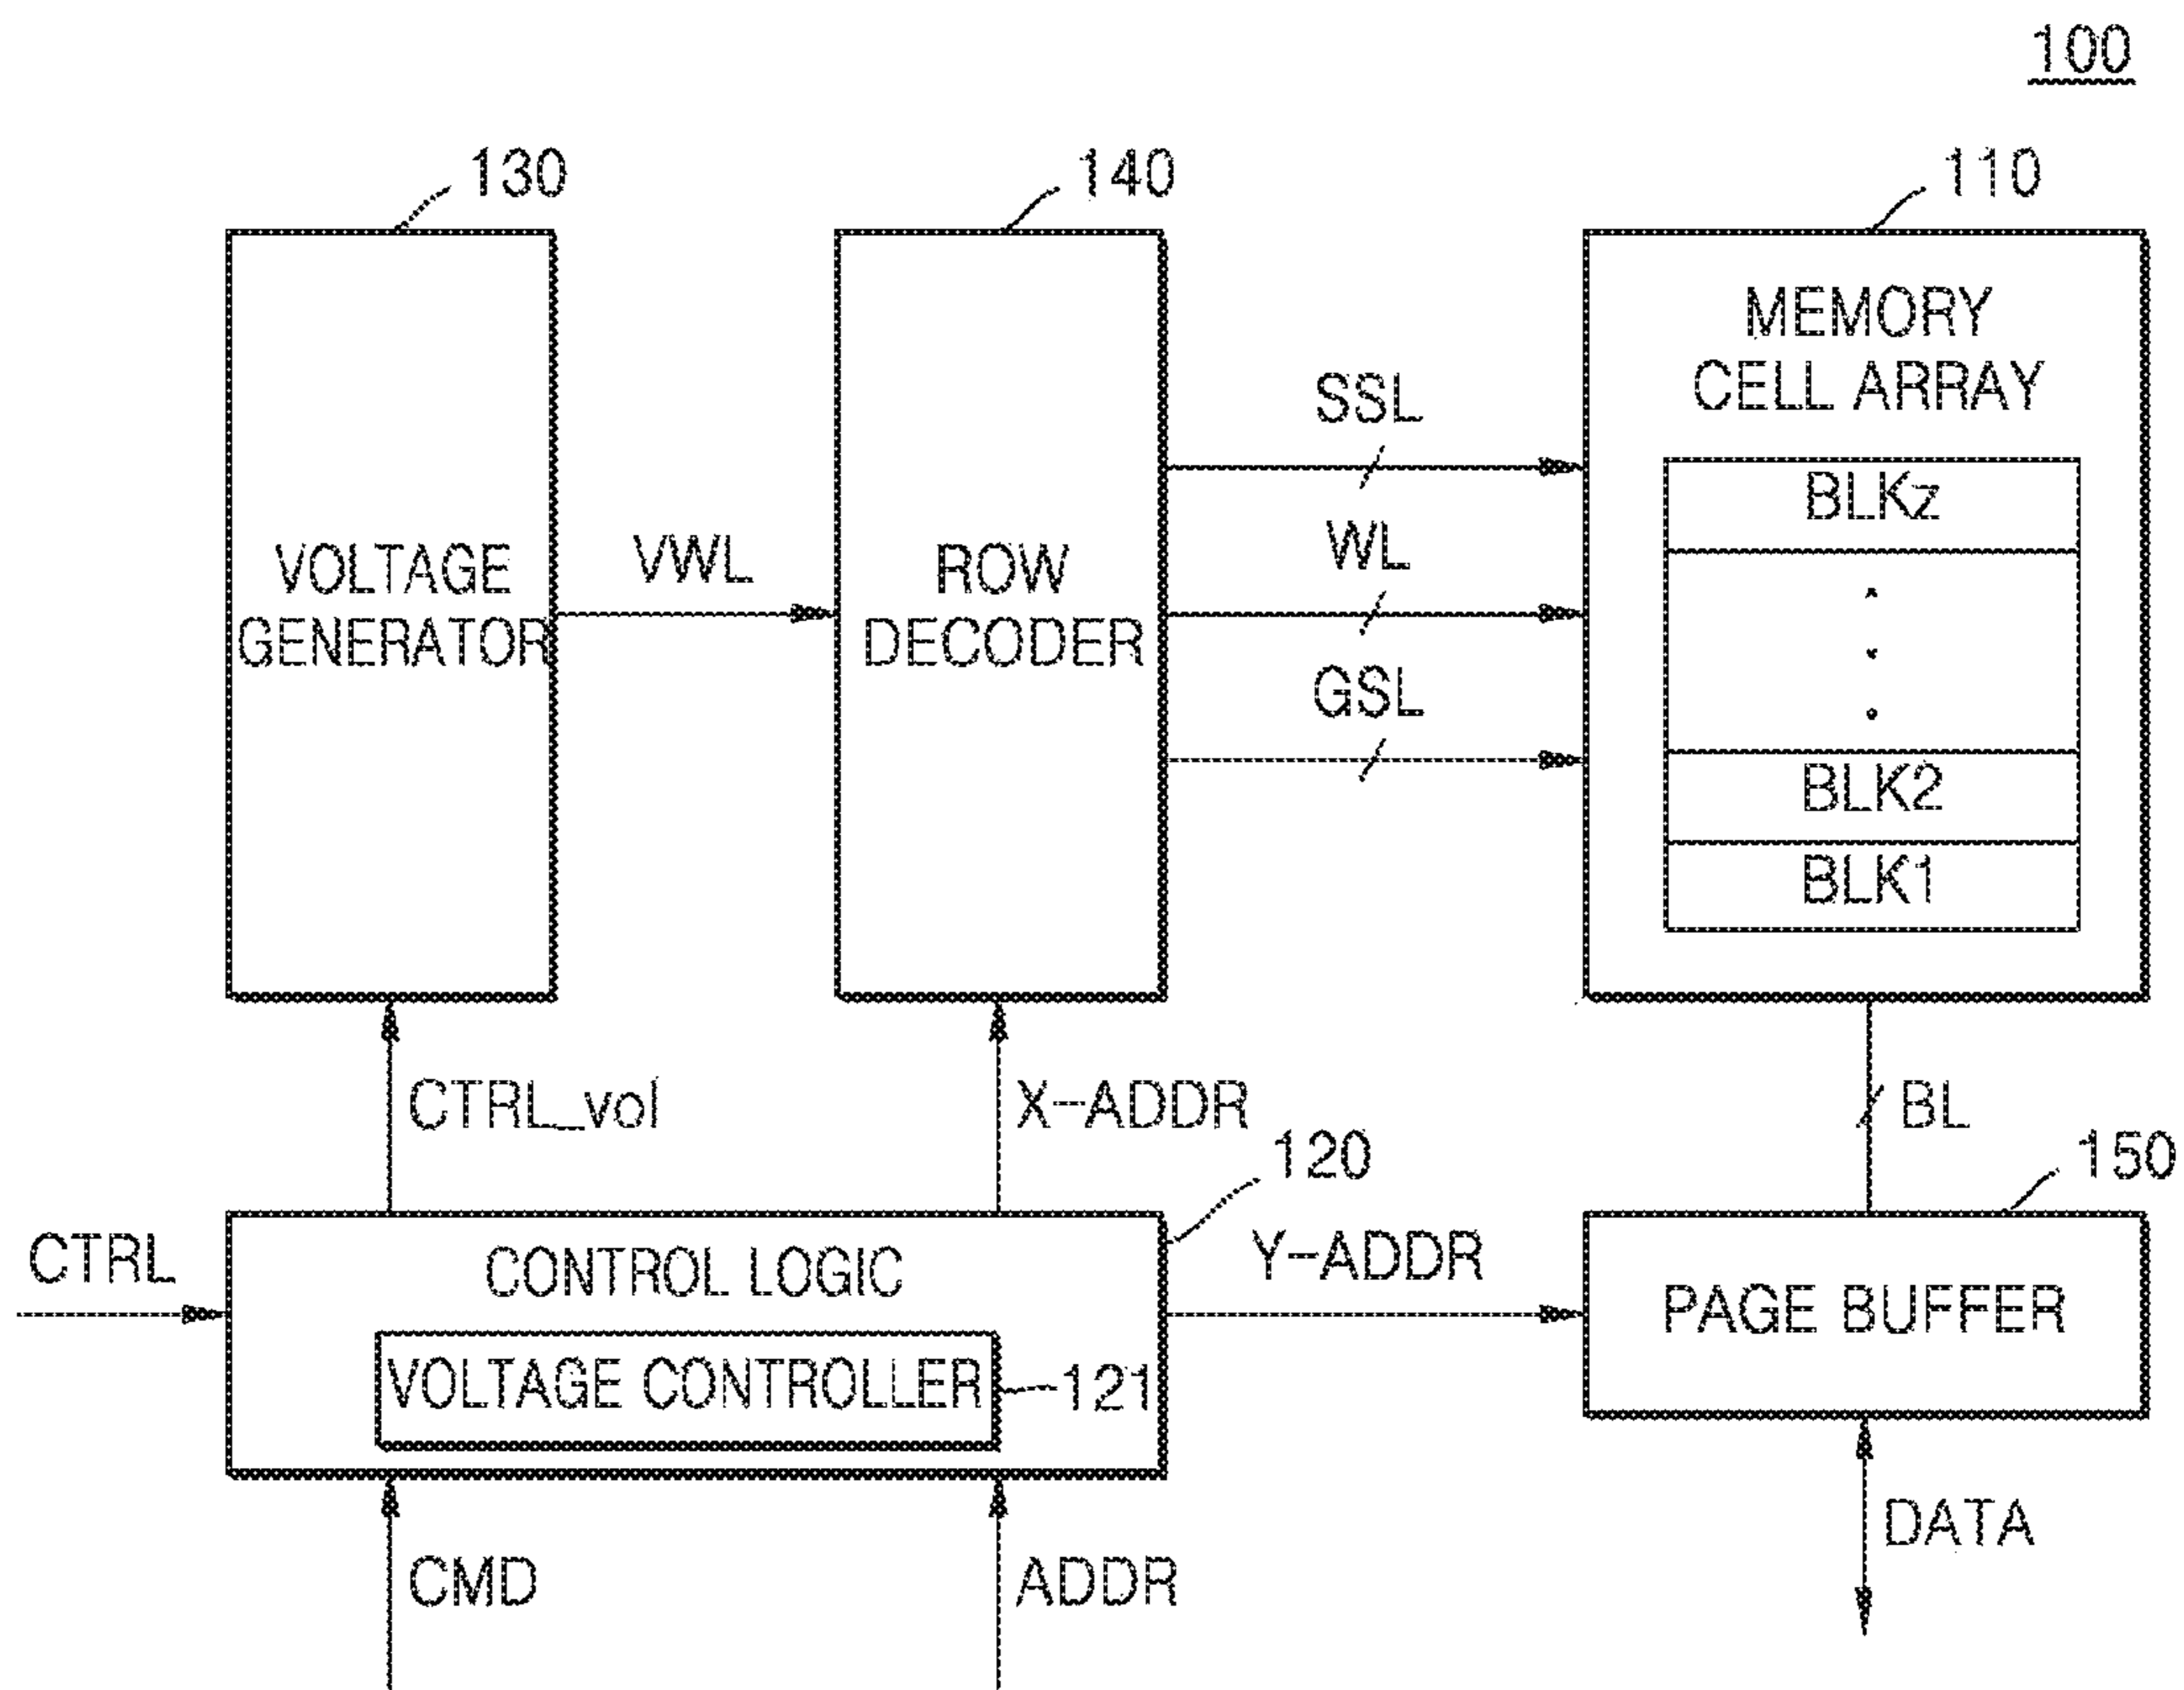 100
130
140
110
MEMORY
CELL ARRAY
SSL
BLKz
VOLTAGE
GENERATOR
VWL
ROW
DECODER
WL
GSL
BLK2
BLK1
CTRL_vol
X-ADDR
BL
120
150
CTRL
CONTROL LOGIC
Y-ADDR
PAGE BUFFER
VOLTAGE CONTROLLER
121
CMD
ADDR
DATA